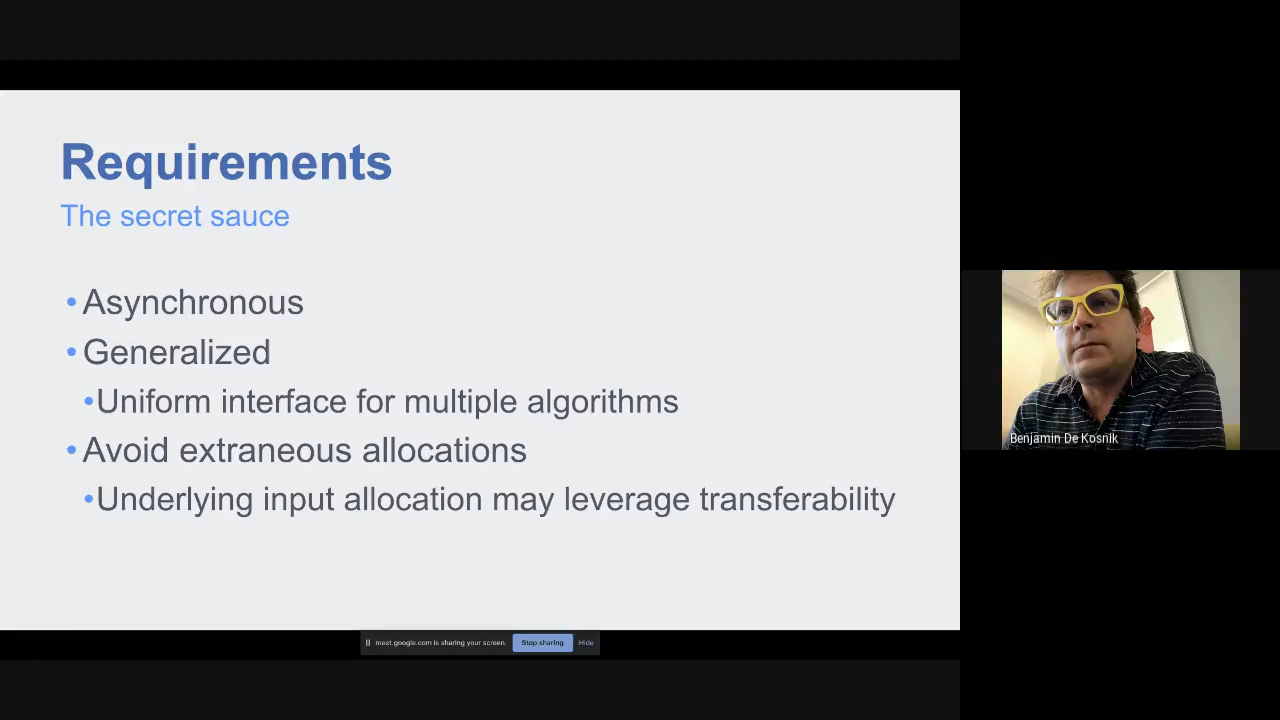 Requirements
The secret sauce
•Asynchronous
•Generalized
•Uniform interface for multiple algorithms
•Avoid extraneous allocations
•Underlying input allocation may leverage transferability
Benjamin De Kosnik
meet.google.com is sharing your screen. Stop sharing Hide